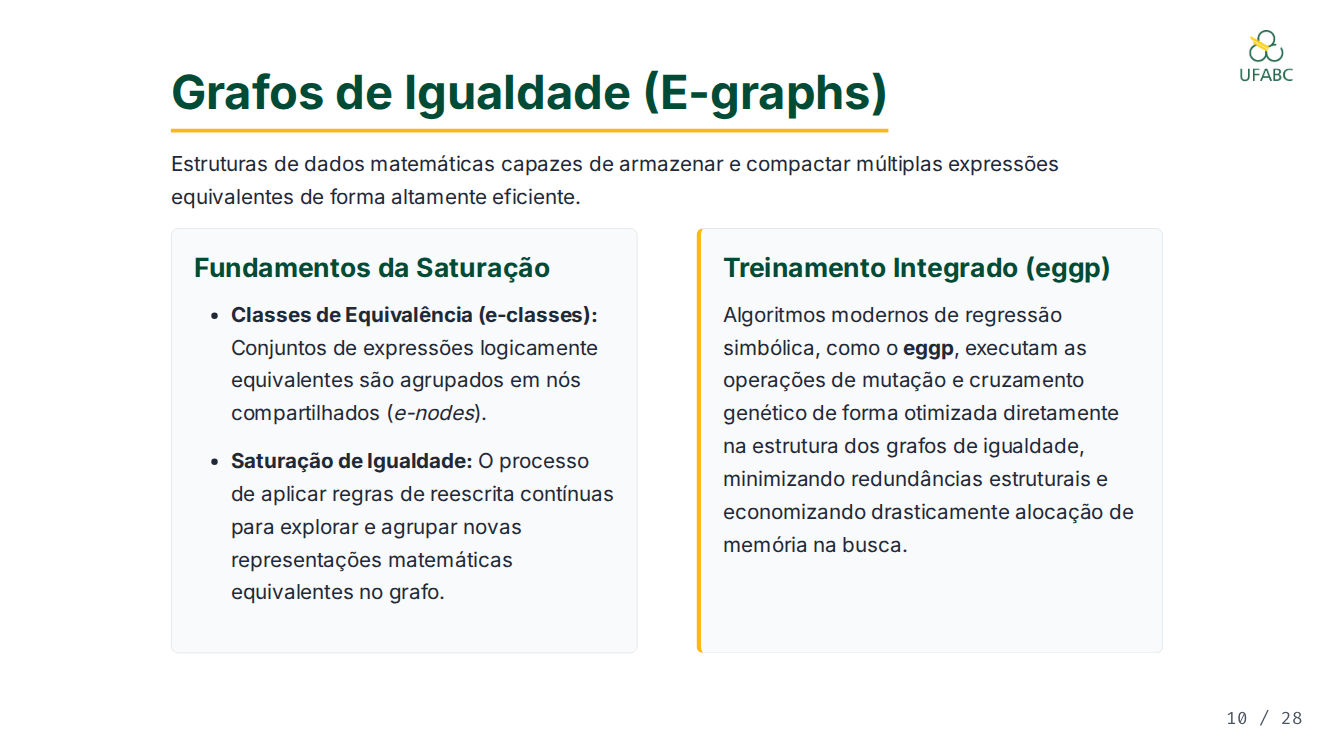 UFABC
Grafos de Igualdade (E-graphs)
Estruturas de dados matemáticas capazes de armazenar e compactar múltiplas expressões
equivalentes de forma altamente eficiente.
Fundamentos da Saturação
• Classes de Equivalência (e-classes):
Conjuntos de expressões logicamente
equivalentes são agrupados em nós
compartilhados (e-nodes).
• Saturação de Igualdade: O processo
de aplicar regras de reescrita contínuas
para explorar e agrupar novas
representações matemáticas
equivalentes no grafo.
Treinamento Integrado (eggp)
Algoritmos modernos de regressão
simbólica, como o eggp, executam as
operações de mutação e cruzamento
genético de forma otimizada diretamente
na estrutura dos grafos de igualdade,
minimizando redundâncias estruturais e
economizando drasticamente alocação de
memória na busca.
10 / 28